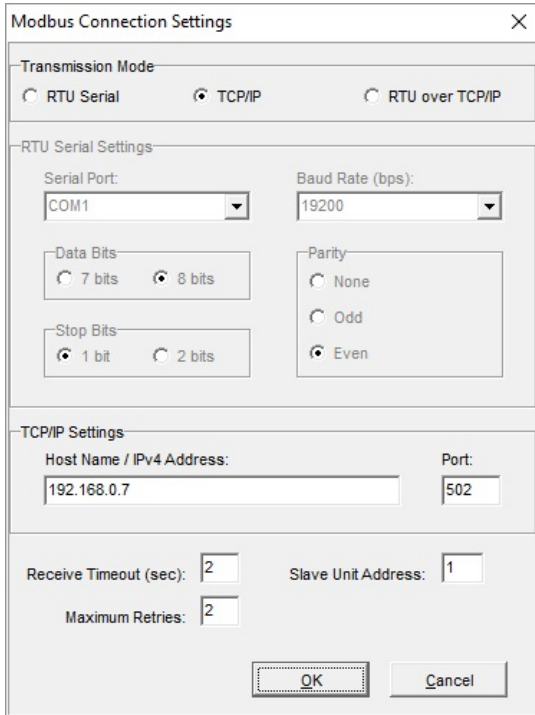 Modbus Connection Settings
Transmission Mode
RTU Serial TCP/IP RTU over TCP/IP
RTU Serial Settings
Serial Port: Baud Rate (bps):
COM1 19200
Data Bits Parity
7 bits 8 bits None
Odd
Stop Bits
1 bit 2 bits Even
TCP/IP Settings
Host Name / IPv4 Address: Port:
192.168.0.7 502
Receive Timeout (sec): 2 Slave Unit Address: 1
Maximum Retries: 2
OK Cancel